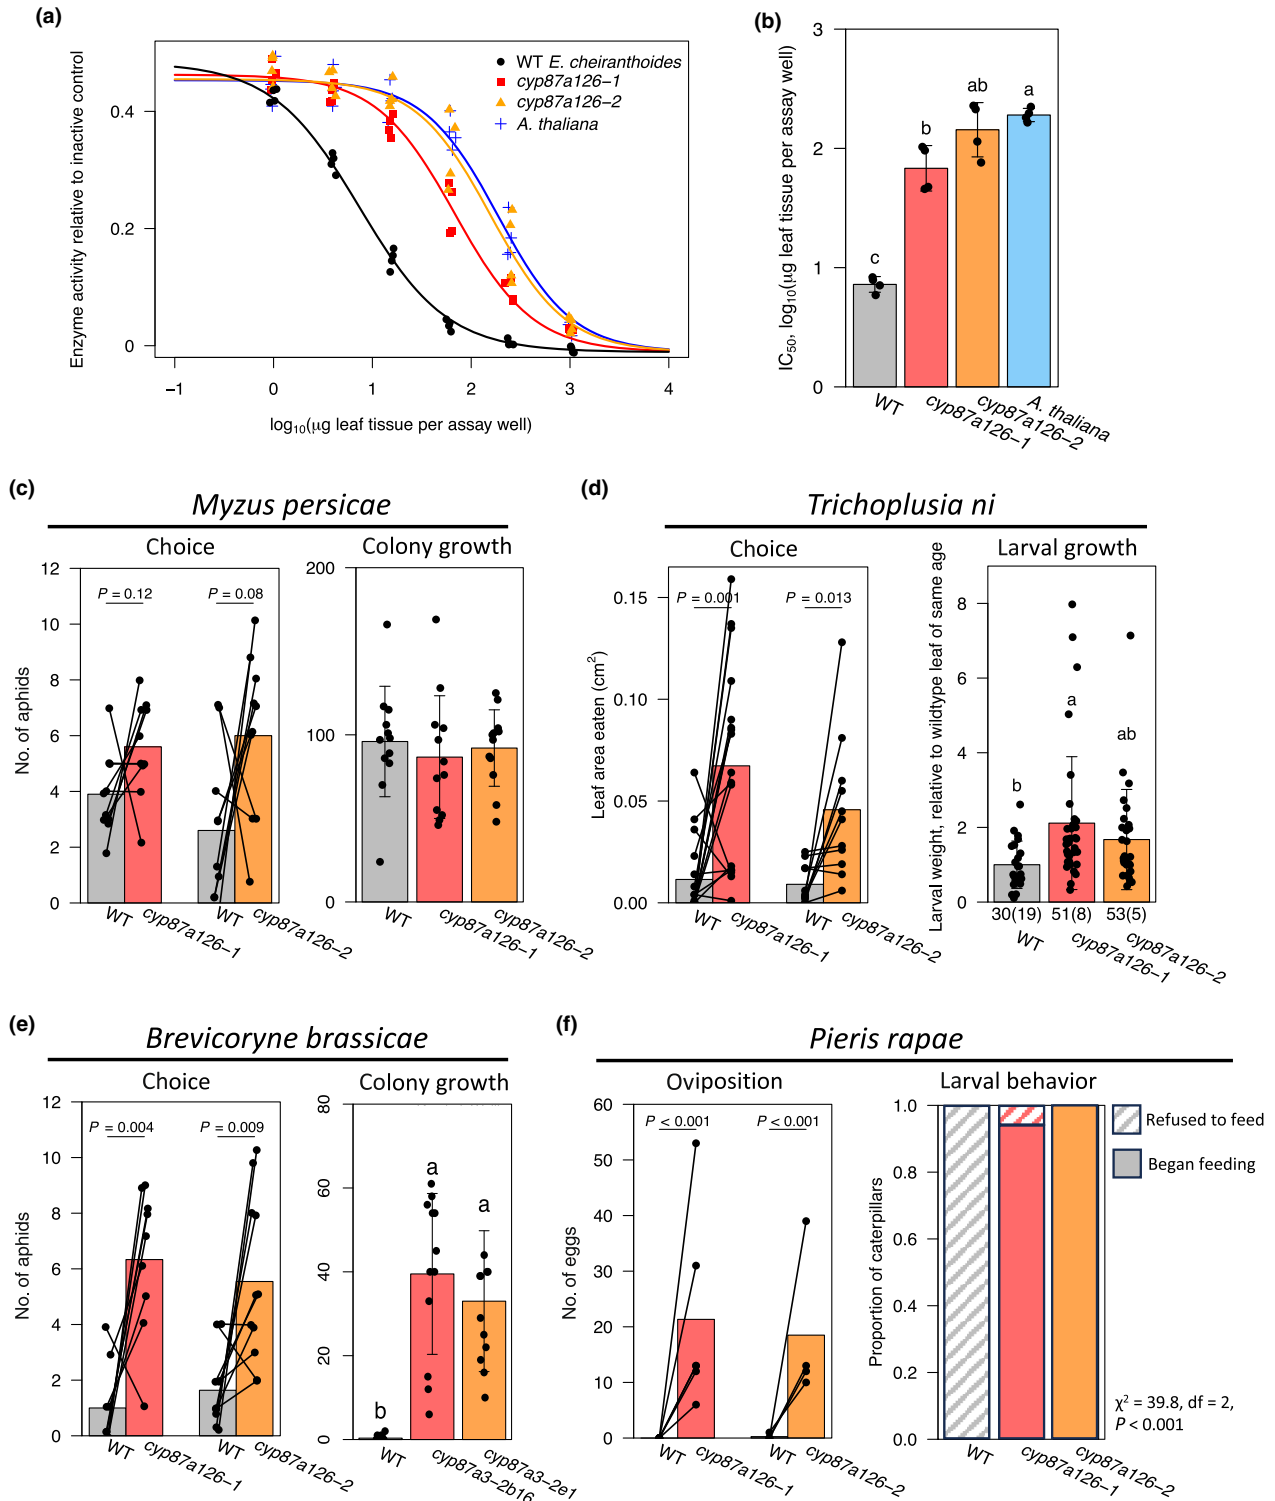 (a)
Enzyme activity relative to inactive control
0.4
0.2
0
−1
0
1
2
3
4
log10(μg leaf tissue per assay well)
WT E. cheiranthoides
cyp87a126−1
cyp87a126−2
A. thaliana
(b)
IC50, log10(μg leaf tissue per assay well)
3
2
1
0
c
b
ab
a
WT
cyp87a126−1
cyp87a126−2
A. thaliana
(c)
Myzus persicae
Choice
No. of aphids
12
10
8
6
4
2
0
P = 0.12
P = 0.08
WT
cyp87a126−1
WT
cyp87a126−2
Colony growth
200
100
0
WT
cyp87a126−1
cyp87a126−2
(d)
Trichoplusia ni
Choice
Leaf area eaten (cm2)
0.15
0.10
0.05
0.00
P = 0.001
P = 0.013
WT
cyp87a126−1
WT
cyp87a126−2
Larval growth
Larval weight, relative to wildtype leaf of same age
8
6
4
2
0
b
a
ab
30(19)
51(8)
53(5)
WT
cyp87a126−1
cyp87a126−2
(e)
Brevicoryne brassicae
Choice
No. of aphids
12
10
8
6
4
2
0
P = 0.004
P = 0.009
WT
cyp87a126−1
WT
cyp87a126−2
Colony growth
80
60
40
20
0
b
a
a
WT
cyp87a3−2b16
cyp87a3−2e1
(f)
Pieris rapae
Oviposition
No. of eggs
60
50
40
30
20
10
0
P < 0.001
P < 0.001
WT
cyp87a126−1
WT
cyp87a126−2
Larval behavior
Proportion of caterpillars
1.0
0.8
0.6
0.4
0.2
0.0
WT
cyp87a126−1
cyp87a126−2
Refused to feed
Began feeding
χ2 = 39.8, df = 2,
P < 0.001